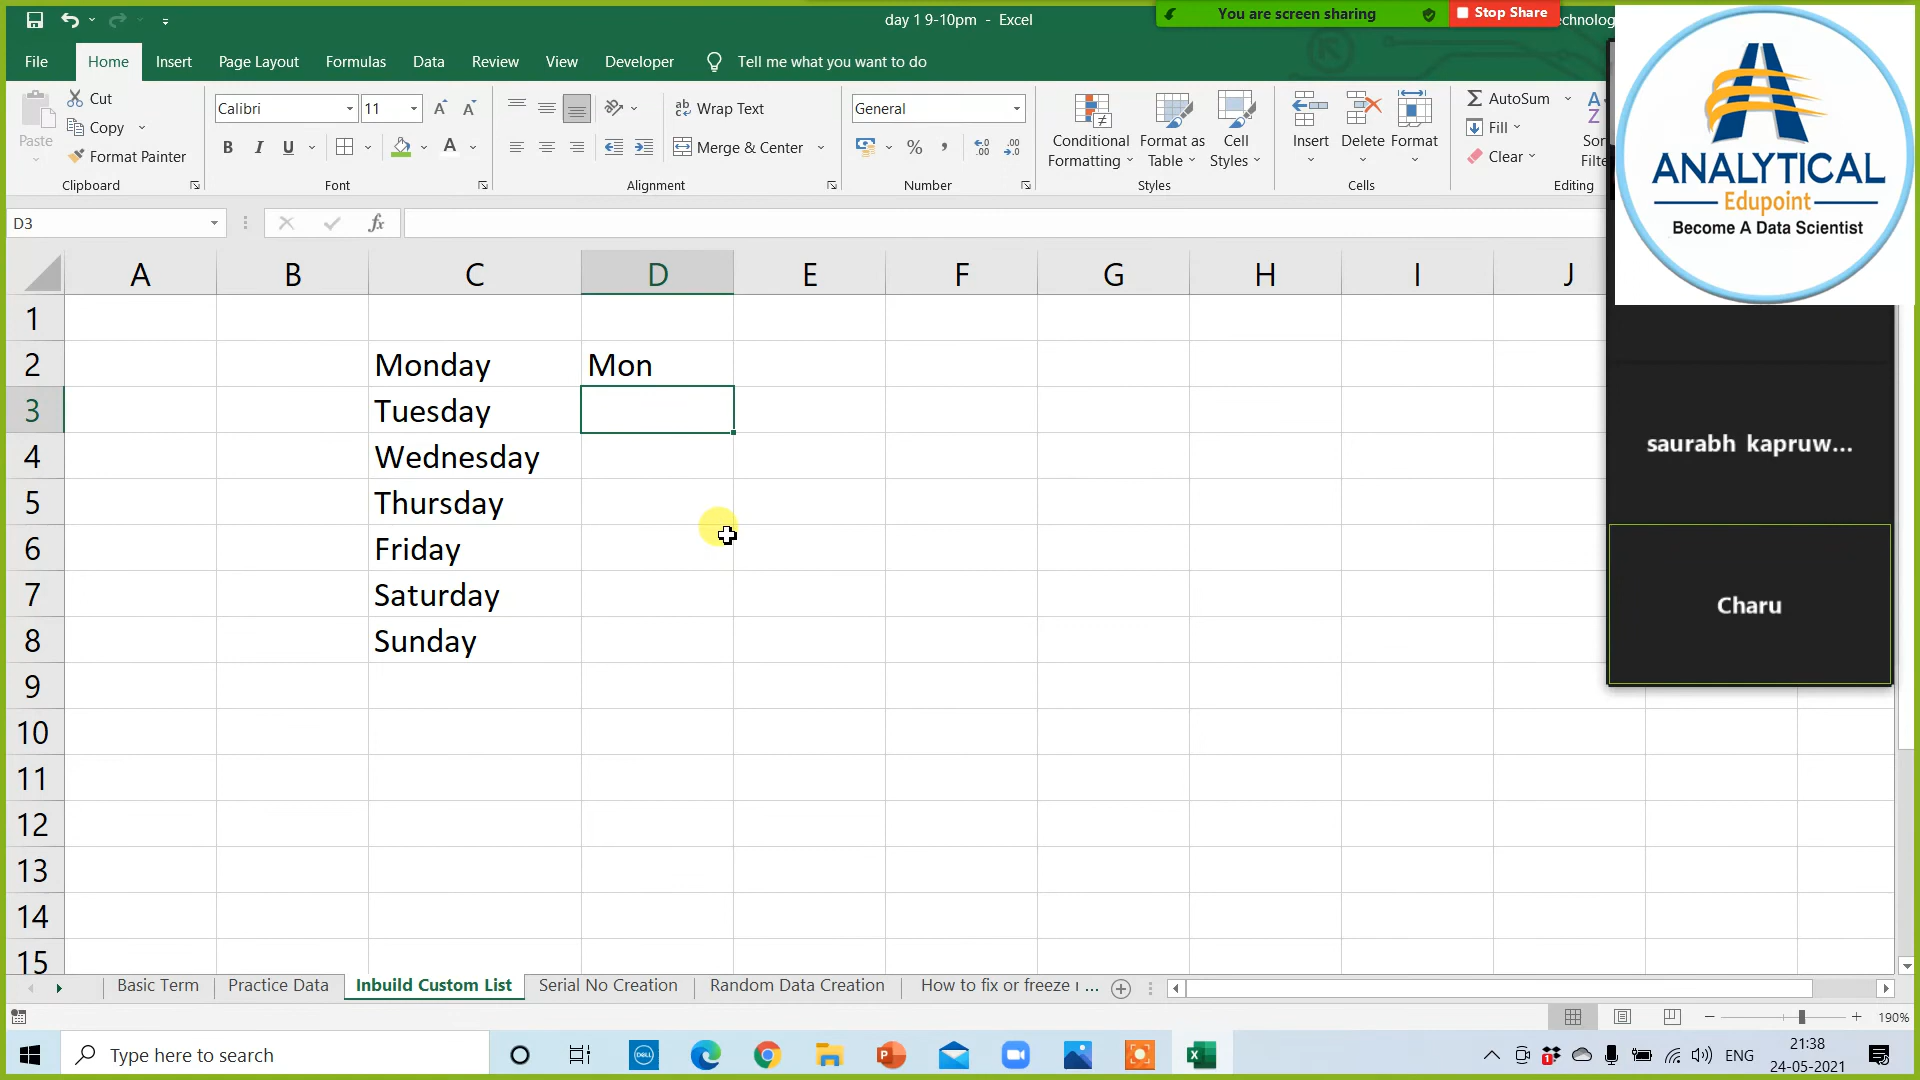 day 1 9-10pm - Excel
You are screen sharing
Stop Share
echnolog
File
Home
Insert
Page Layout
Formulas
Data
Review
View
Developer
Tell me what you want to do
Paste
Cut
Copy
Format Painter
Clipboard
Calibri
11
B I U
A
Font
ab Wrap Text
Merge & Center
Alignment
General
%
Number
Conditional Formatting
Format as Table
Cell Styles
Styles
Insert
Delete
Format
Cells
AutoSum
Fill
Clear
Sor
Filte
Editing
ANALYTICAL
Edupoint
Become A Data Scientist
D3
fx
A B C D E F G H I J
1
2 Monday Mon
3 Tuesday
4 Wednesday
5 Thursday
6 Friday
7 Saturday
8 Sunday
9
10
11
12
13
14
15
saurabh kapruw...
Charu
Basic Term
Practice Data
Inbuild Custom List
Serial No Creation
Random Data Creation
How to fix or freeze r ...
190%
Type here to search
DELL
ENG
21:38
24-05-2021